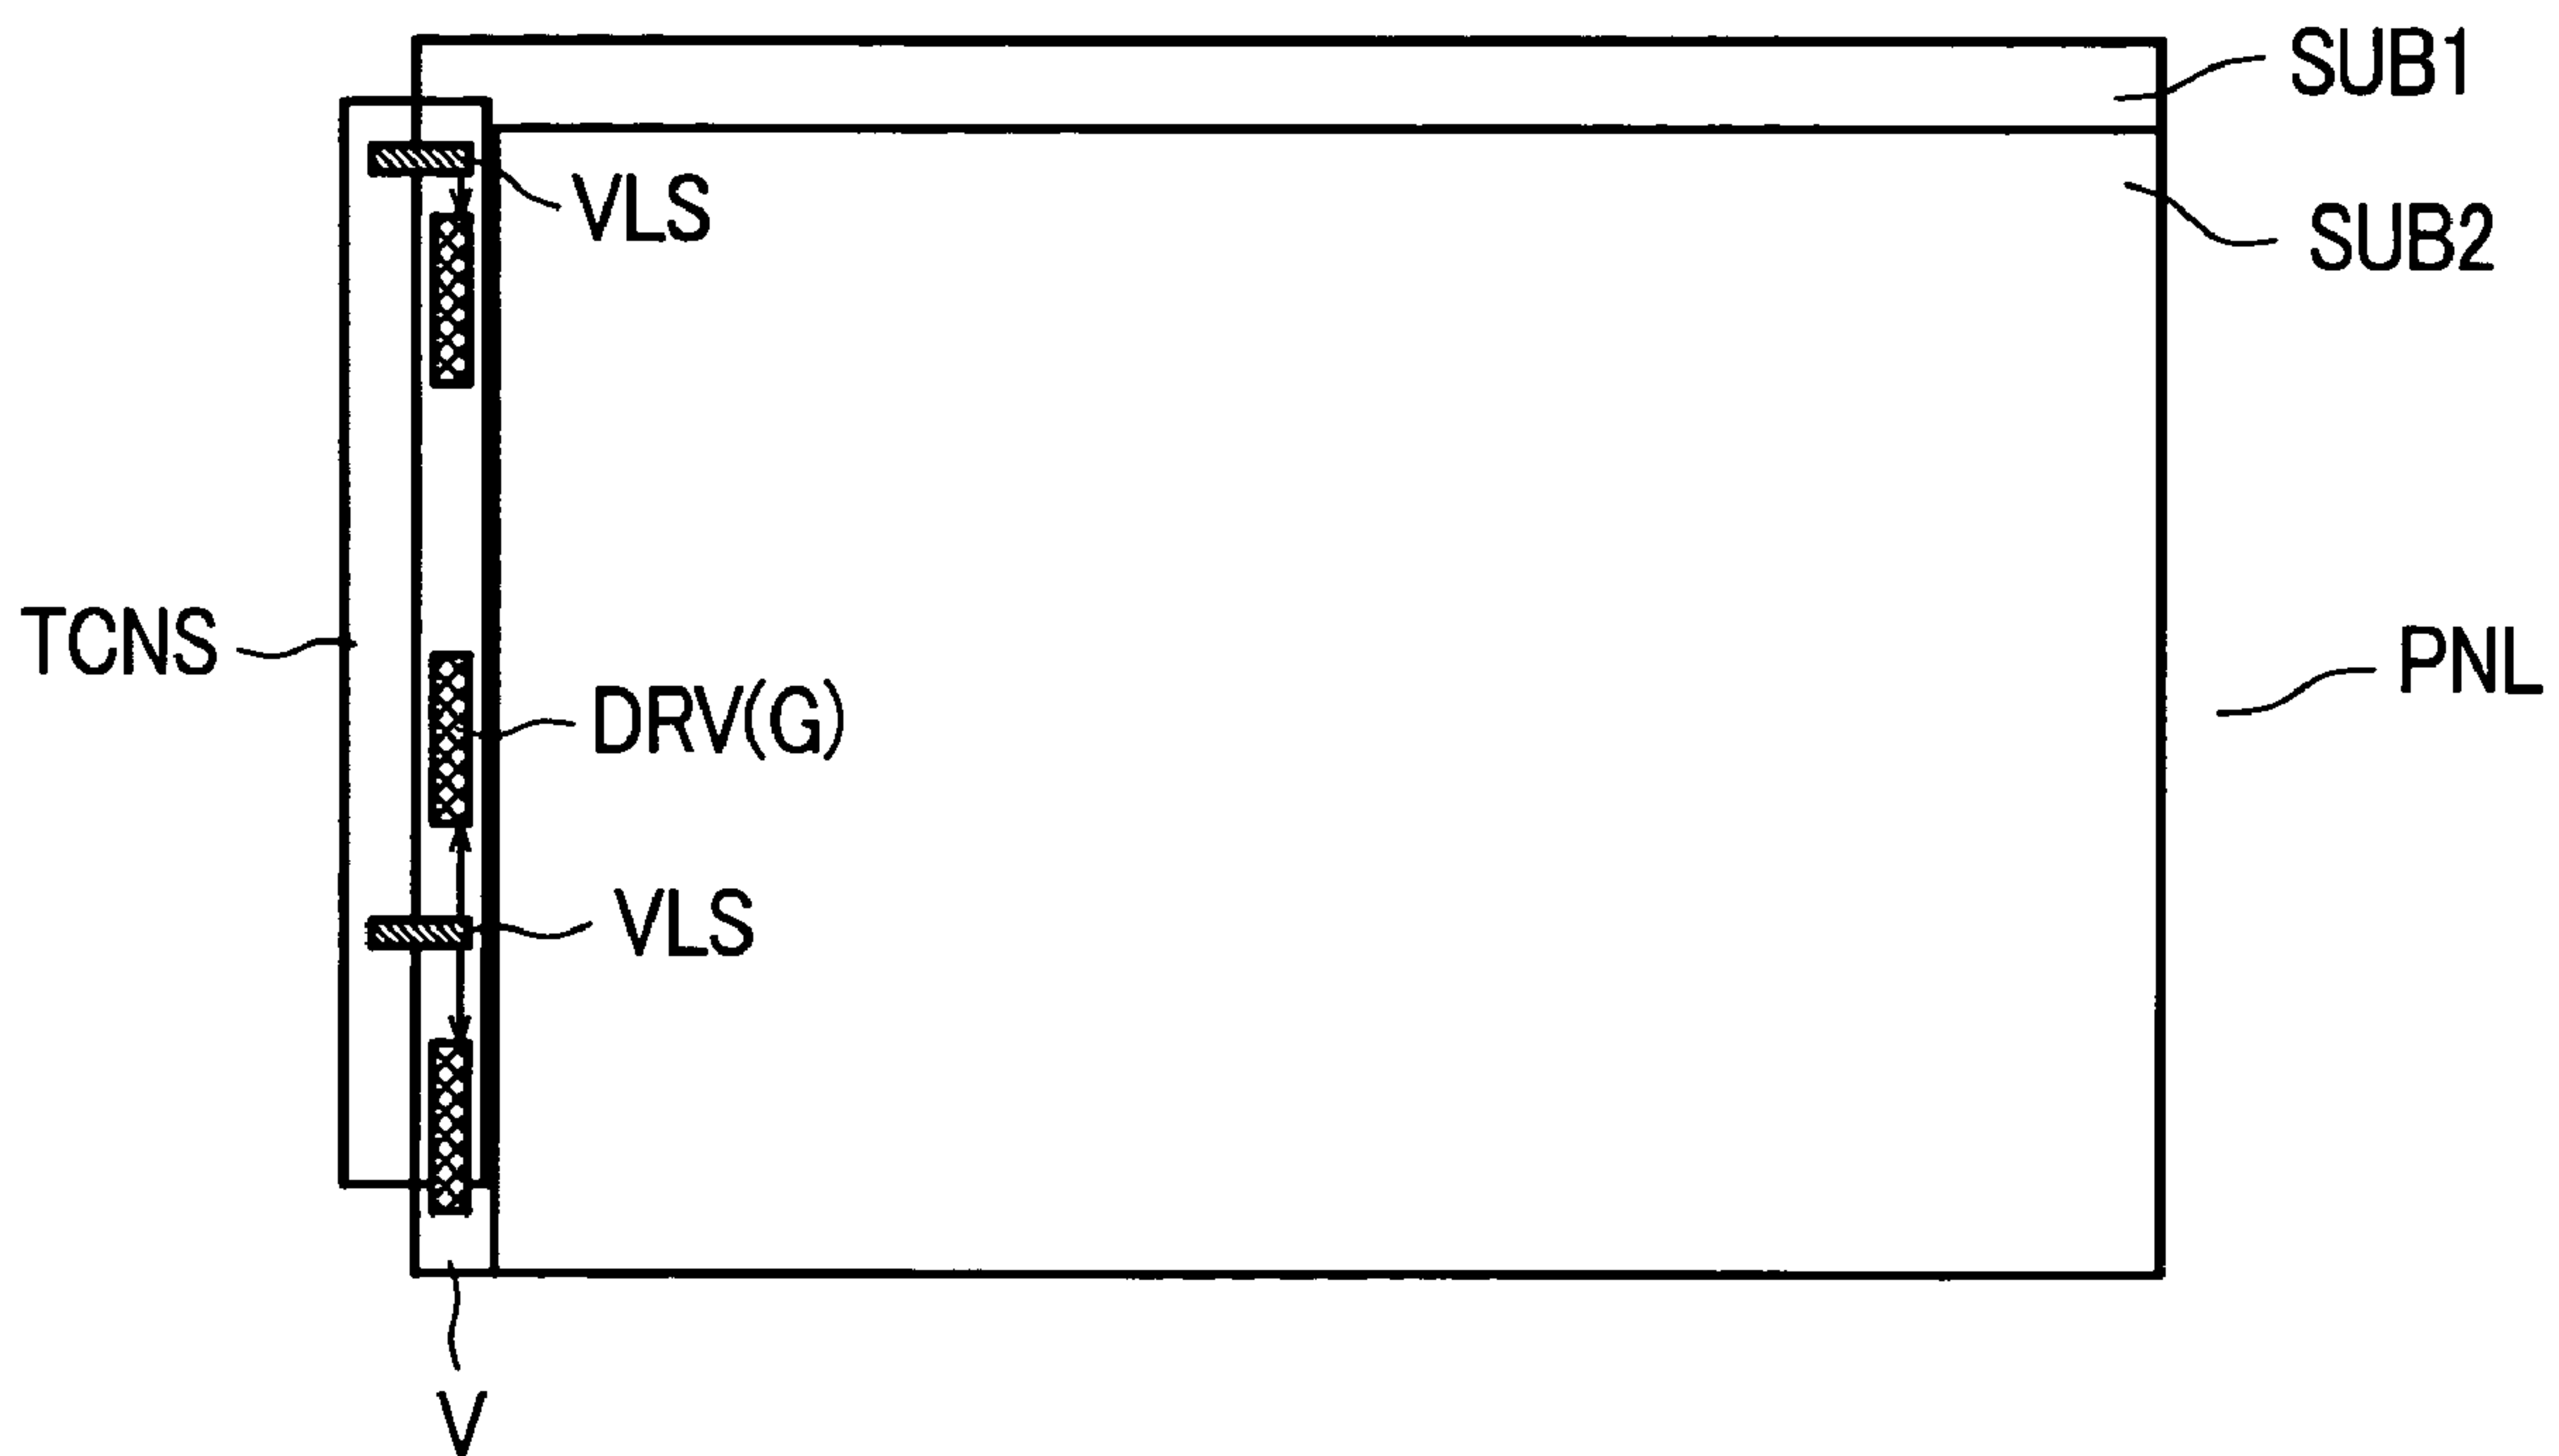 SUB1
VLS
SUB2
TCNS
PNL
DRV(G)
VLS
V